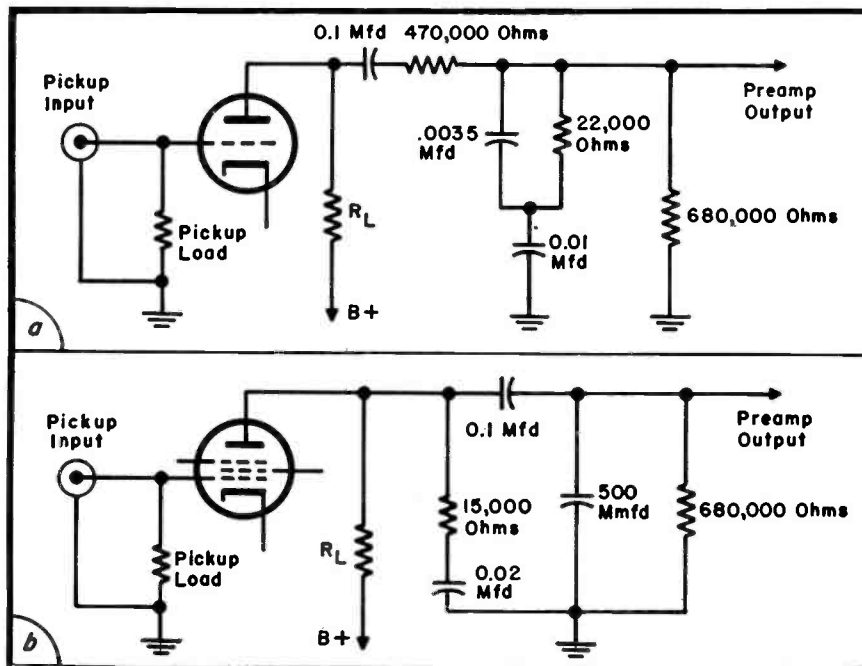 0.1 Mfd 470,000 Ohms
Pickup
Input
Preamp
Output
.0035
Mfd
22,000
Ohms
RL
680,000 Ohms
Pickup
Load
0.01
Mfd
B+
a
Pickup
Input
Preamp
Output
0.1 Mfd
15,000
Ohms
500
Mmfd
680,000 Ohms
RL
Pickup
Load
0.02
Mfd
B+
b